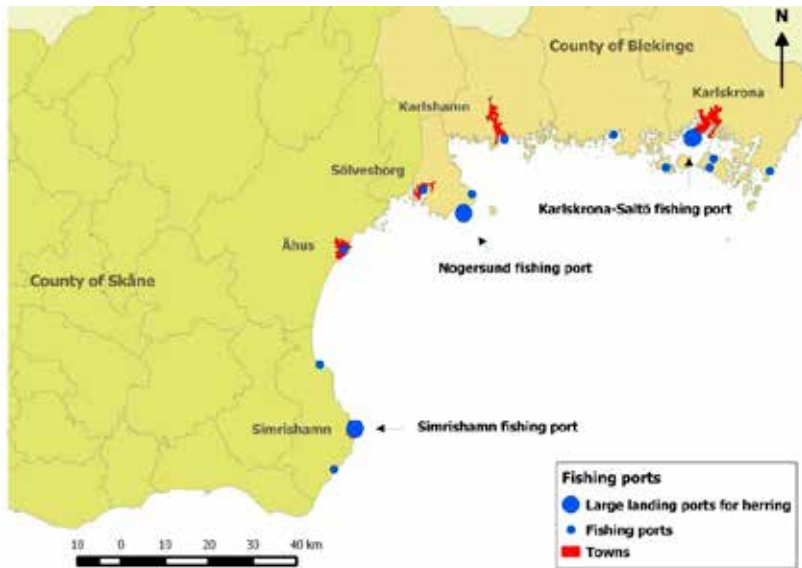 N
County of Blekinge
Karlskrona
Karlshamn
Sölvesborg
Karlskrona-Saltö fishing port
Åhus
Nogersund fishing port
County of Skåne
Simrishamn
Simrishamn fishing port
Fishing ports
Large landing ports for herring
Fishing ports
Towns
10 0 10 20 30 40 km